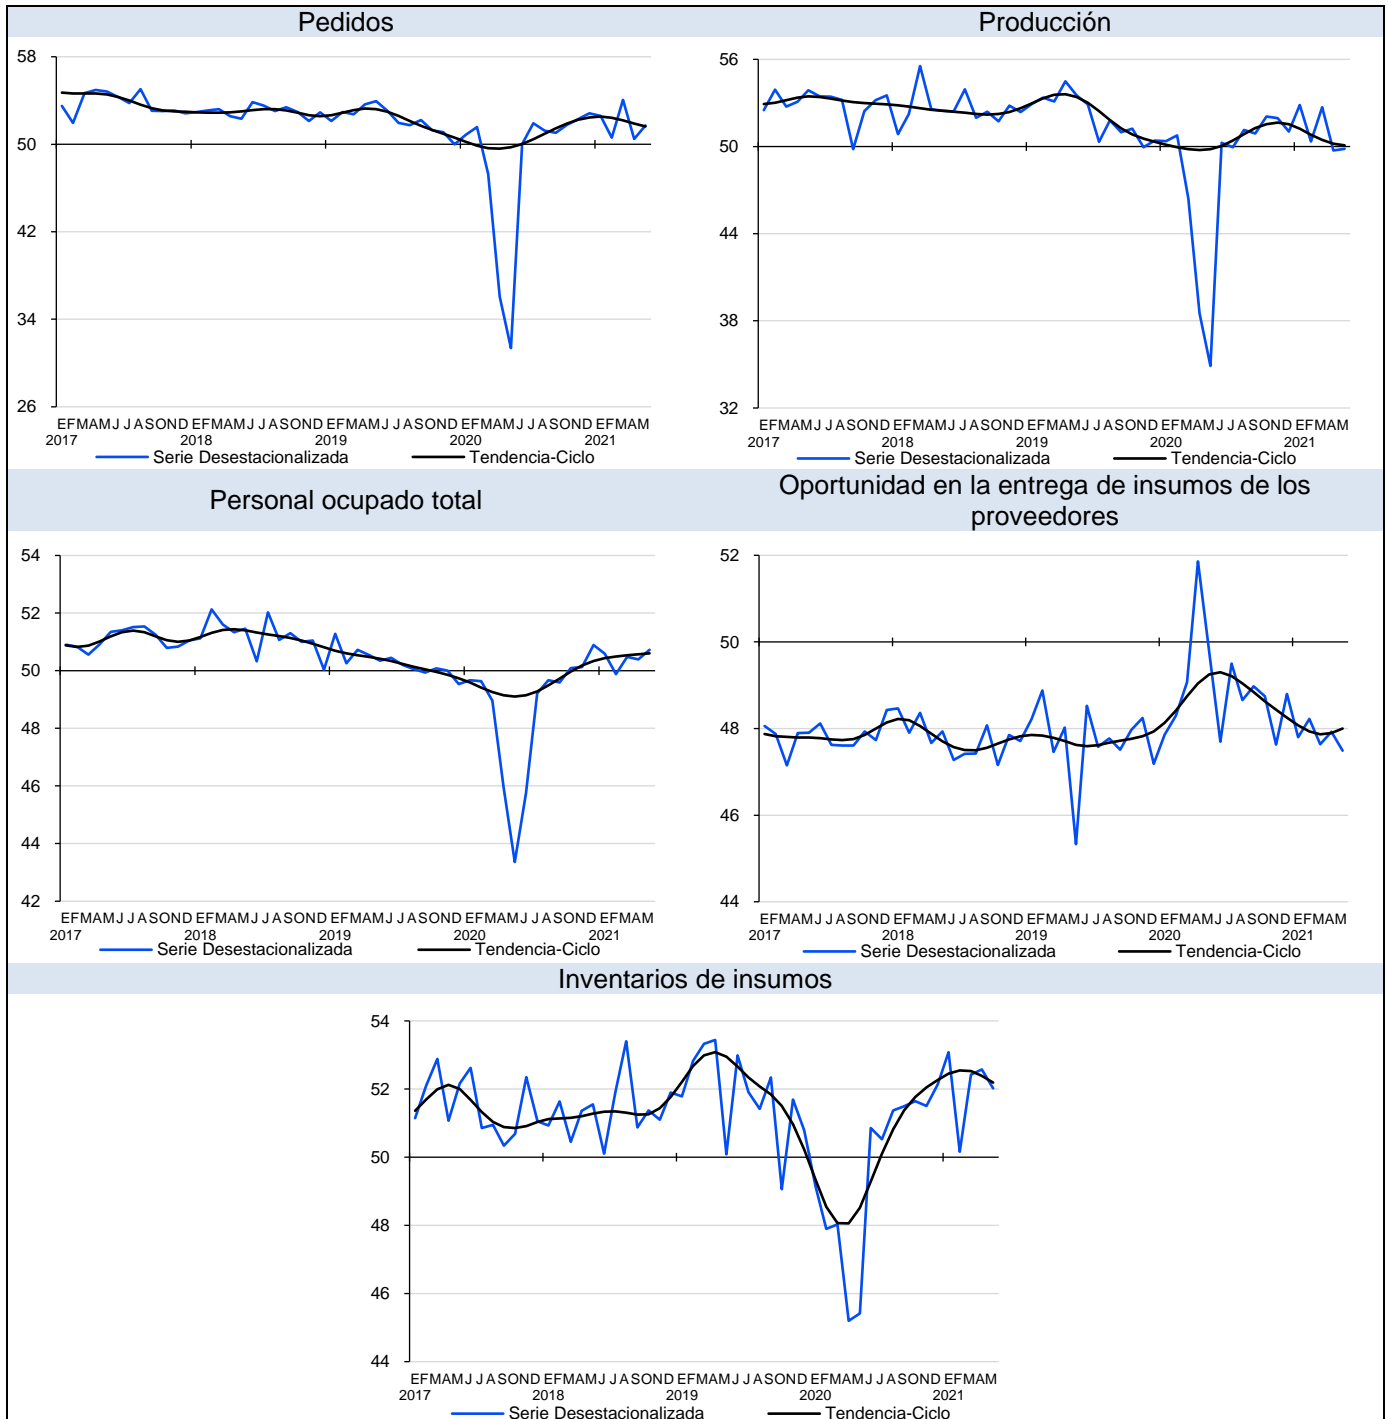 Pedidos
58
50
42
34
26
EFMAMJ J ASOND EFMAMJ J ASOND EFMAMJ J ASOND EFMAMJ J ASOND EFMAM
2017 2018 2019 2020 2021
Serie Desestacionalizada Tendencia-Ciclo
Producción
56
50
44
38
32
EFMAMJ J ASOND EFMAMJ J ASOND EFMAMJ J ASOND EFMAMJ J ASOND EFMAM
2017 2018 2019 2020 2021
Serie Desestacionalizada Tendencia-Ciclo
Personal ocupado total
54
52
50
48
46
44
42
EFMAMJ J ASOND EFMAMJ J ASOND EFMAMJ J ASOND EFMAMJ J ASOND EFMAM
2017 2018 2019 2020 2021
Serie Desestacionalizada Tendencia-Ciclo
Oportunidad en la entrega de insumos de los
proveedores
52
50
48
46
44
EFMAMJ J ASOND EFMAMJ J ASOND EFMAMJ J ASOND EFMAMJ J ASOND EFMAM
2017 2018 2019 2020 2021
Serie Desestacionalizada Tendencia-Ciclo
Inventarios de insumos
54
52
50
48
46
44
EFMAMJ J ASOND EFMAMJ J ASOND EFMAMJ J ASOND EFMAMJ J ASOND EFMAM
2017 2018 2019 2020 2021
Serie Desestacionalizada Tendencia-Ciclo